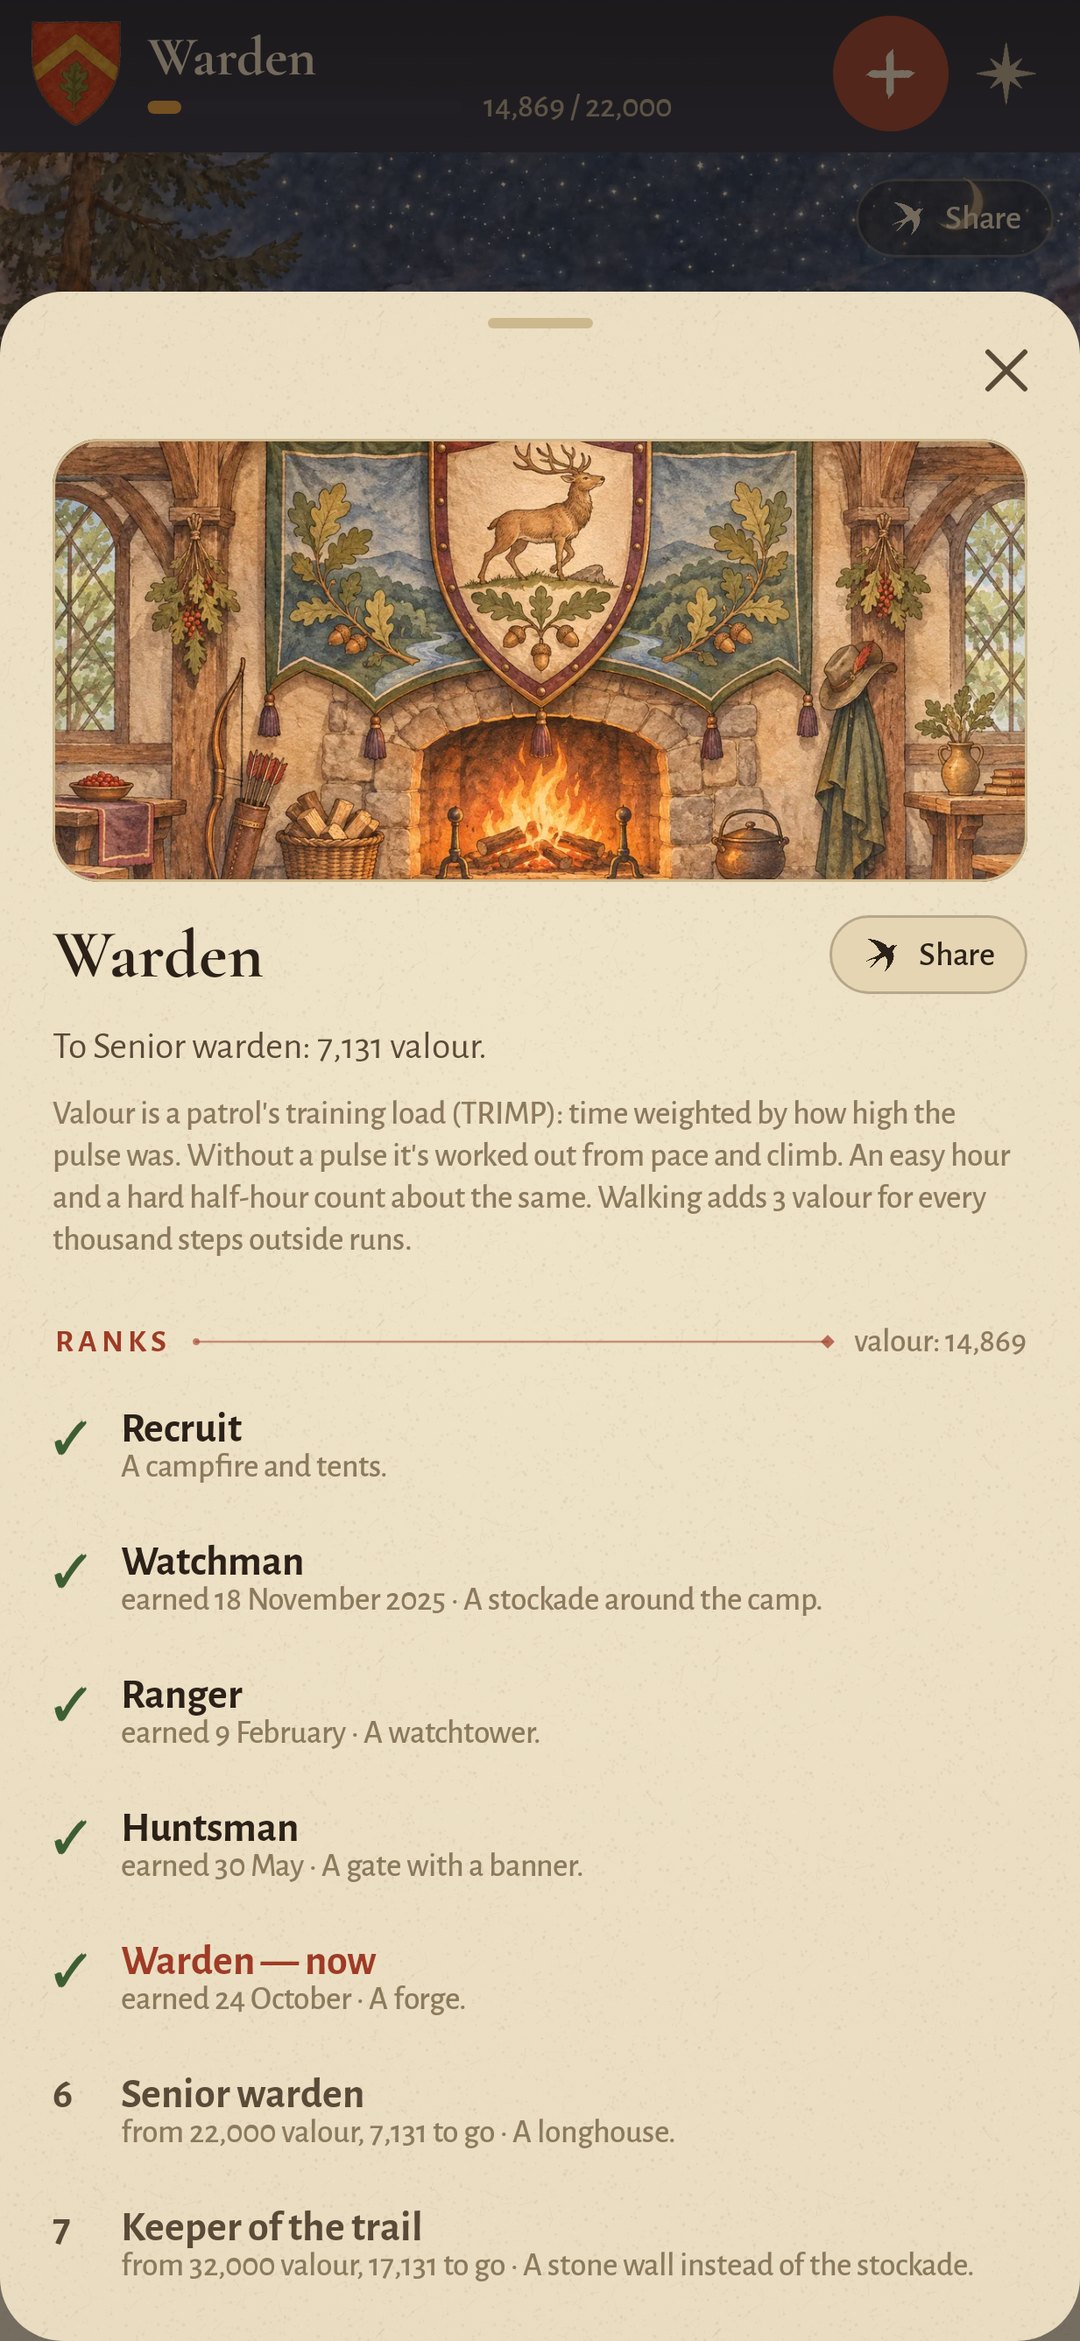 Warden
14,869 / 22,000
Share
Warden
Share
To Senior warden: 7,131 valour.
Valour is a patrol's training load (TRIMP): time weighted by how high the
pulse was. Without a pulse it's worked out from pace and climb. An easy hour
and a hard half-hour count about the same. Walking adds 3 valour for every
thousand steps outside runs.
RANKS
valour: 14,869
Recruit
A campfire and tents.
Watchman
earned 18 November 2025 · A stockade around the camp.
Ranger
earned 9 February · A watchtower.
Huntsman
earned 30 May · A gate with a banner.
Warden — now
earned 24 October · A forge.
6 Senior warden
from 22,000 valour, 7,131 to go · A longhouse.
7 Keeper of the trail
from 32,000 valour, 17,131 to go · A stone wall instead of the stockade.